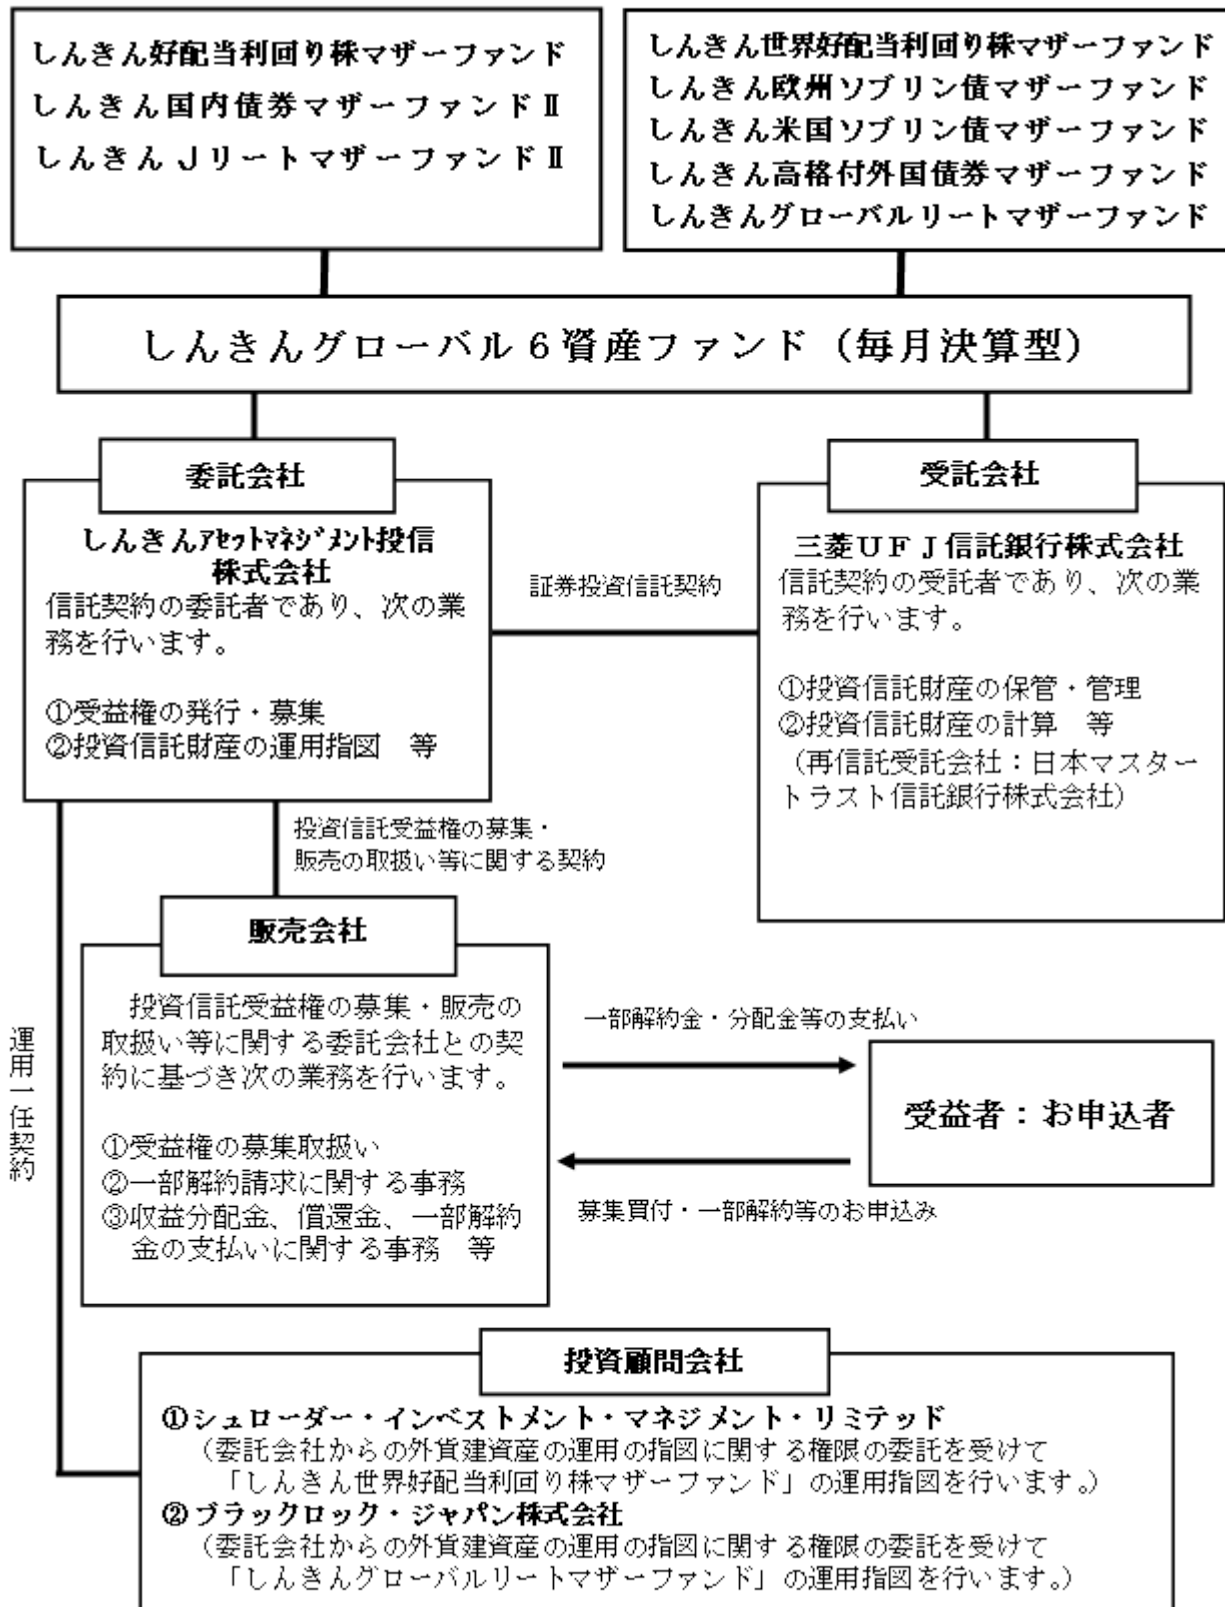 しんきん好配当利回り株マザーファンド
しんきん国内債券マザーファンドⅡ
しんきんＪリートマザーファンドⅡ
しんきん世界好配当利回り株マザーファンド
しんきん欧州ソブリン債マザーファンド
しんきん米国ソブリン債マザーファンド
しんきん高格付外国債券マザーファンド
しんきんグローバルリートマザーファンド
しんきんグローバル６資産ファンド（毎月決算型）
委託会社
しんきんｱｾｯﾄﾏﾈｼﾞﾒﾝﾄ投信
株式会社
信託契約の委託者であり、次の業
務を行います。
①受益権の発行・募集
②投資信託財産の運用指図　等
証券投資信託契約
受託会社
三菱ＵＦＪ信託銀行株式会社
信託契約の受託者であり、次の業
務を行います。
①投資信託財産の保管・管理
②投資信託財産の計算　等
（再信託受託会社：日本マスター
トラスト信託銀行株式会社）
投資信託受益権の募集・
販売の取扱い等に関する契約
販売会社
投資信託受益権の募集・販売の
取扱い等に関する委託会社との契
約に基づき次の業務を行います。
①受益権の募集取扱い
②一部解約請求に関する事務
③収益分配金、償還金、一部解約
金の支払いに関する事務　等
一部解約金・分配金等の支払い
受益者：お申込者
募集買付・一部解約等のお申込み
運用一任契約
投資顧問会社
①シュローダー・インベストメント・マネジメント・リミテッド
（委託会社からの外貨建資産の運用の指図に関する権限の委託を受けて
「しんきん世界好配当利回り株マザーファンド」の運用指図を行います。）
②ブラックロック・ジャパン株式会社
（委託会社からの外貨建資産の運用の指図に関する権限の委託を受けて
「しんきんグローバルリートマザーファンド」の運用指図を行います。）